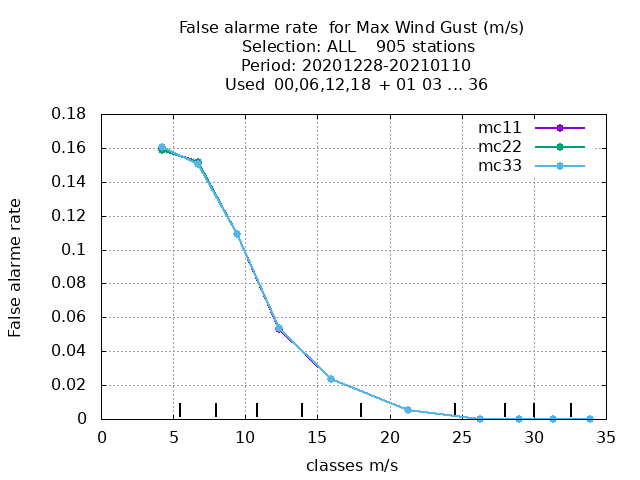 False alarme rate  for Max Wind Gust (m/s)
Selection: ALL    905 stations
Period: 20201228-20210110
Used  00,06,12,18  + 01 03 ... 36
0.18
0.16
0.14
0.12
0.1
0.08
0.06
0.04
0.02
0
False alarme rate
mc11
mc22
mc33
0 5 10 15 20 25 30 35
classes m/s